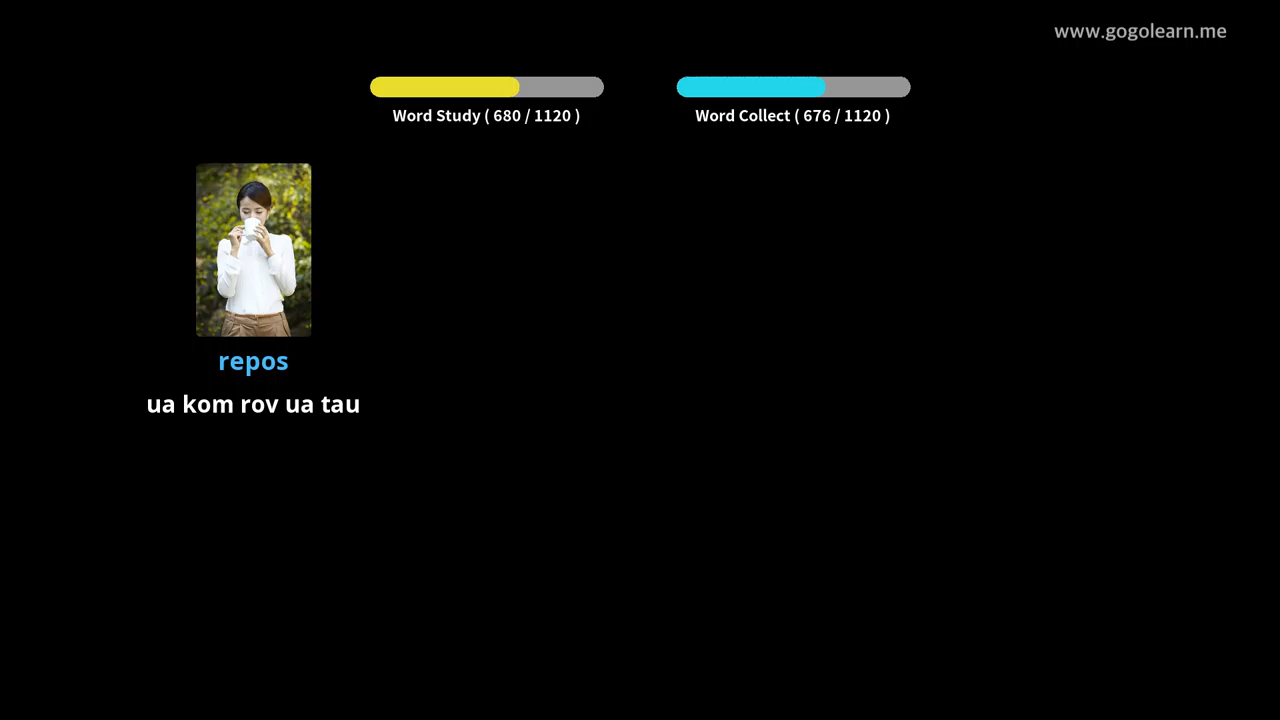 www.gogolearn.me
Word Study ( 680 / 1120 )
Word Collect ( 676 / 1120 )
repos
ua kom rov ua tau